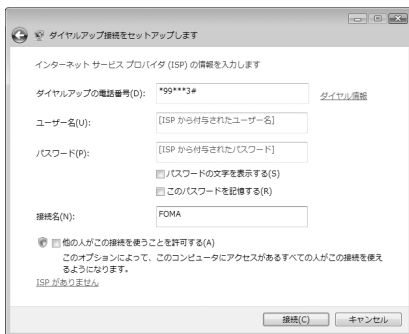 ダイヤルアップ接続をセットアップします
インターネット サービス プロバイダ (ISP) の情報を入力します
ダイヤルアップの電話番号(D): *99***3# ダイヤル情報
ユーザー名(U): [ISP から付与されたユーザー名]
パスワード(P): [ISP から付与されたパスワード]
パスワードの文字を表示する(S)
このパスワードを記憶する(R)
接続名(N): FOMA
他の人がこの接続を使うことを許可する(A)
このオプションによって、このコンピュータにアクセスがあるすべての人がこの接続を使え
るようになります。
ISP がありません
接続(C) キャンセル